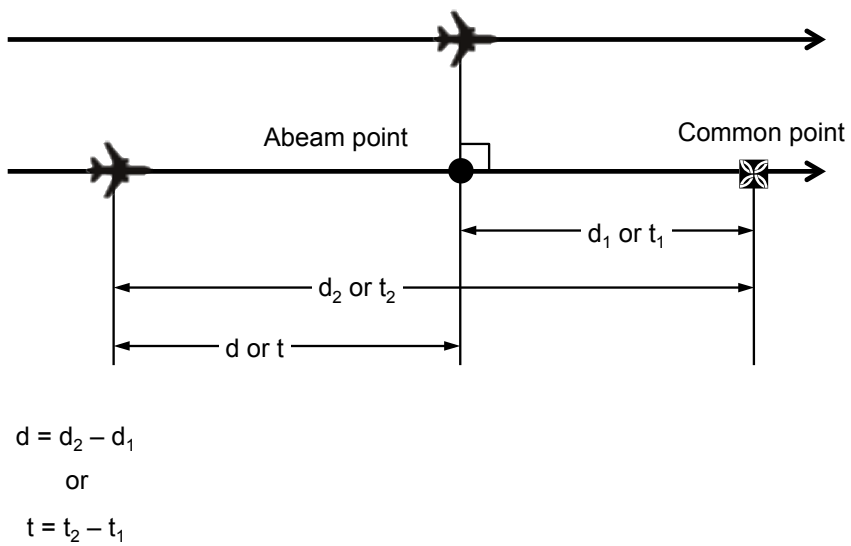 Abeam point
Common point
d₁ or t₁
d₂ or t₂
d or t
d = d₂ – d₁
or
t = t₂ – t₁